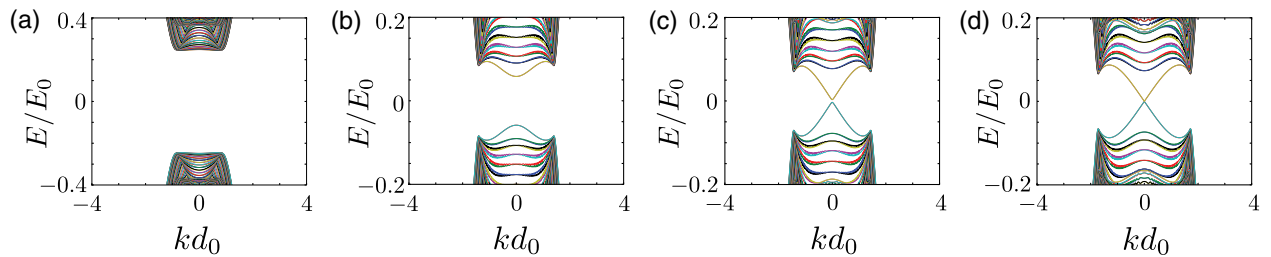 (a) (b) (c) (d)
0.4 0.2 0.2 0.2
E/E₀ E/E₀ E/E₀ E/E₀
0 0 0 0
−0.4 −0.2 −0.2 −0.2
−4 0 4 −4 0 4 −4 0 4 −4 0 4
kd₀ kd₀ kd₀ kd₀